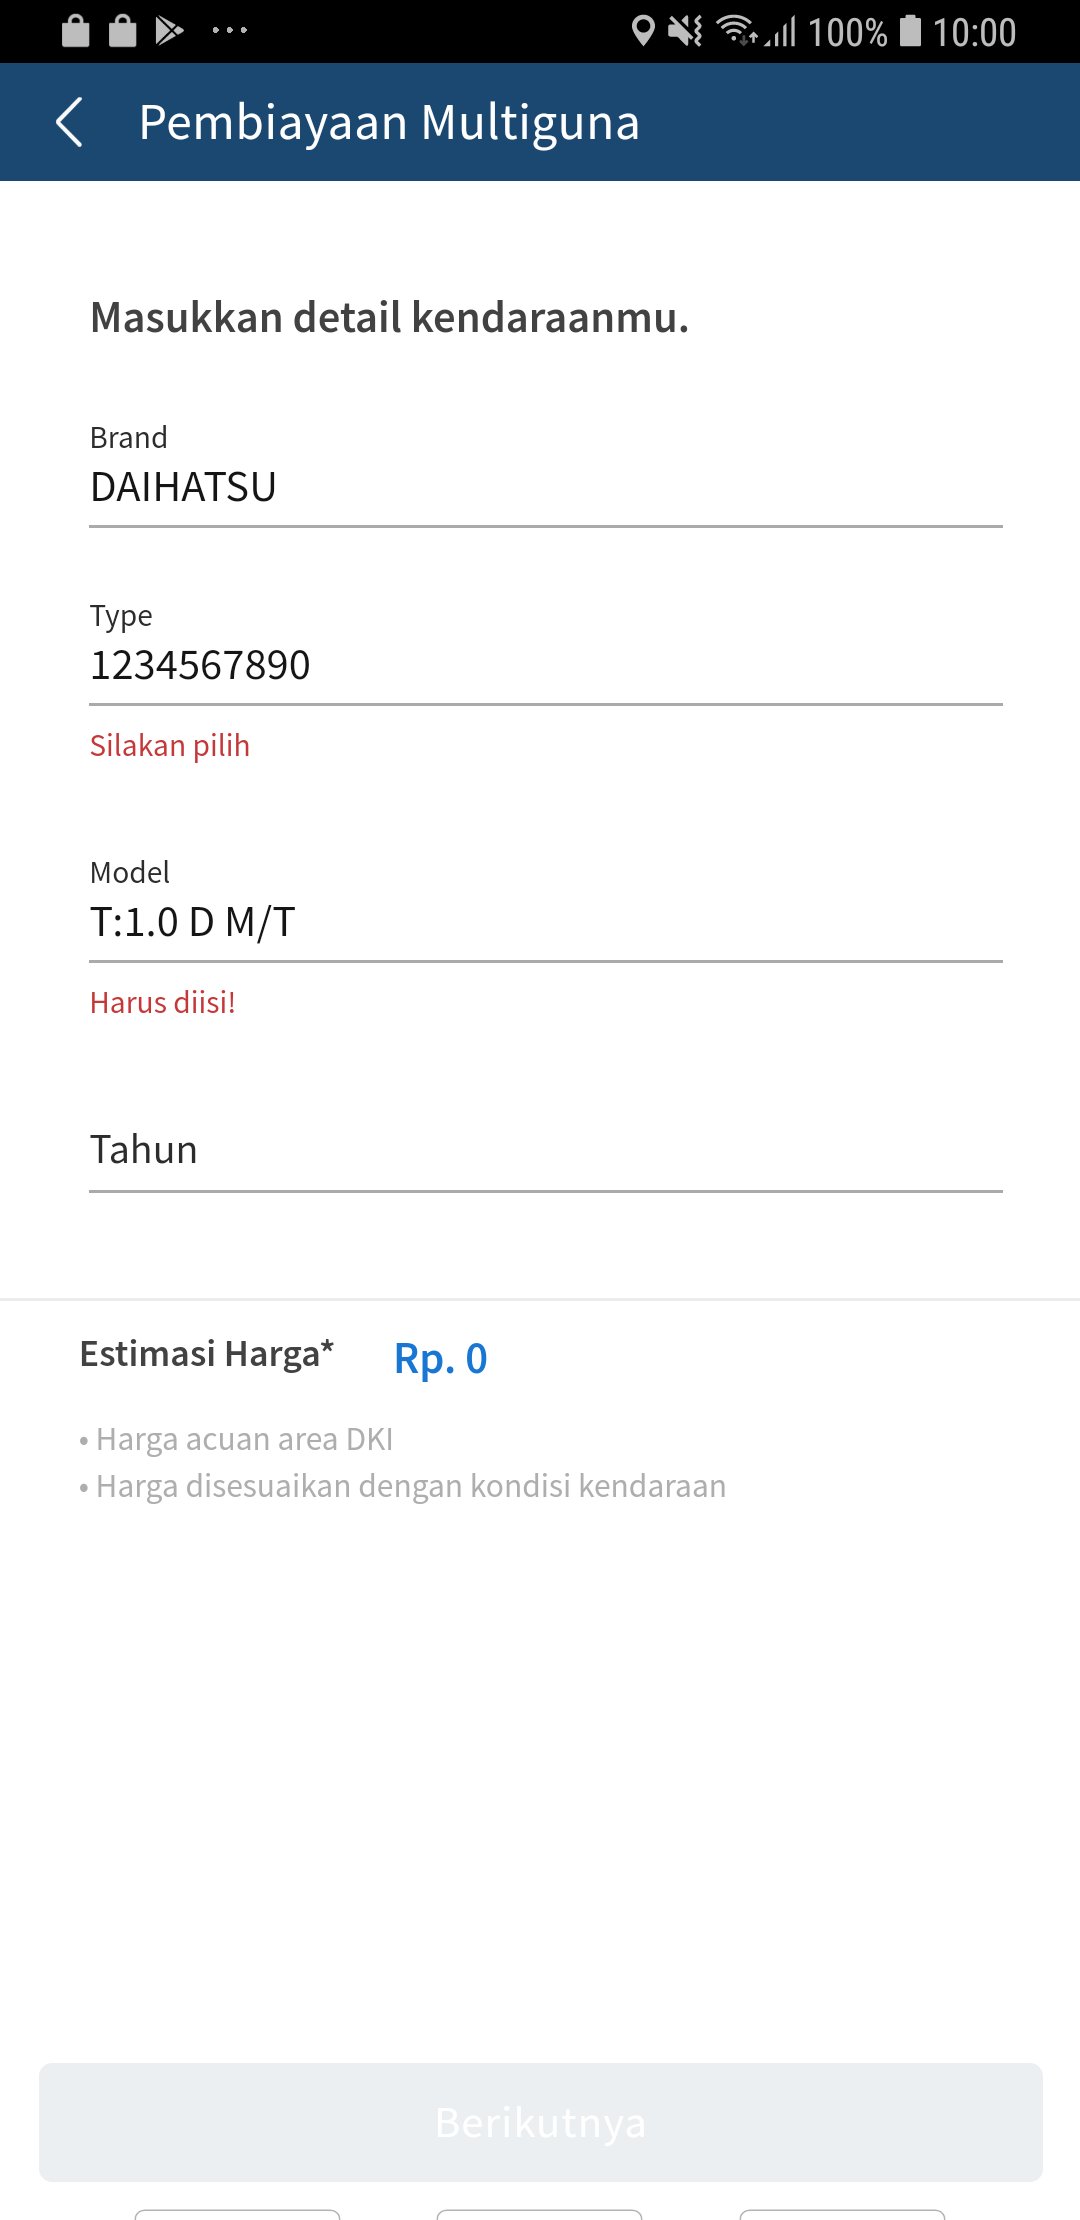 100% 10:00
Pembiayaan Multiguna
Masukkan detail kendaraanmu.
Brand
DAIHATSU
Type
1234567890
Silakan pilih
Model
T:1.0 D M/T
Harus diisi!
Tahun
Estimasi Harga* Rp. 0
• Harga acuan area DKI
• Harga disesuaikan dengan kondisi kendaraan
Berikutnya